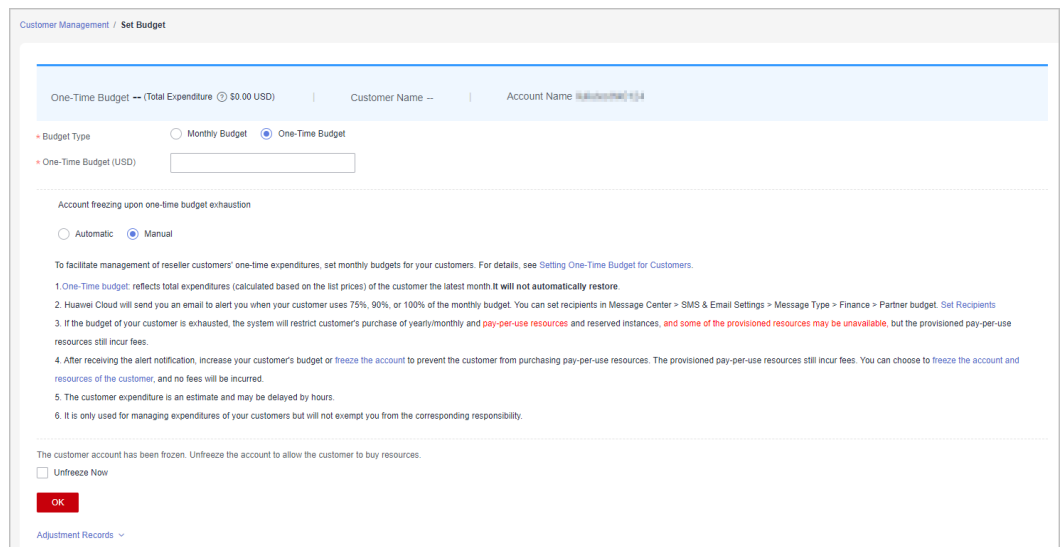 Customer Management / Set Budget
One-Time Budget -- (Total Expenditure ? $0.00 USD) | Customer Name -- | Account Name
* Budget Type Monthly Budget One-Time Budget
* One-Time Budget (USD)
Account freezing upon one-time budget exhaustion
Automatic Manual
To facilitate management of reseller customers' one-time expenditures, set monthly budgets for your customers. For details, see Setting One-Time Budget for Customers.
1.One-Time budget: reflects total expenditures (calculated based on the list prices) of the customer the latest month.It will not automatically restore.
2. Huawei Cloud will send you an email to alert you when your customer uses 75%, 90%, or 100% of the monthly budget. You can set recipients in Message Center > SMS & Email Settings > Message Type > Finance > Partner budget. Set Recipients
3. If the budget of your customer is exhausted, the system will restrict customer's purchase of yearly/monthly and pay-per-use resources and reserved instances, and some of the provisioned resources may be unavailable, but the provisioned pay-per-use
resources still incur fees.
4. After receiving the alert notification, increase your customer's budget or freeze the account to prevent the customer from purchasing pay-per-use resources. The provisioned pay-per-use resources still incur fees. You can choose to freeze the account and
resources of the customer, and no fees will be incurred.
5. The customer expenditure is an estimate and may be delayed by hours.
6. It is only used for managing expenditures of your customers but will not exempt you from the corresponding responsibility.
The customer account has been frozen. Unfreeze the account to allow the customer to buy resources.
Unfreeze Now
OK
Adjustment Records